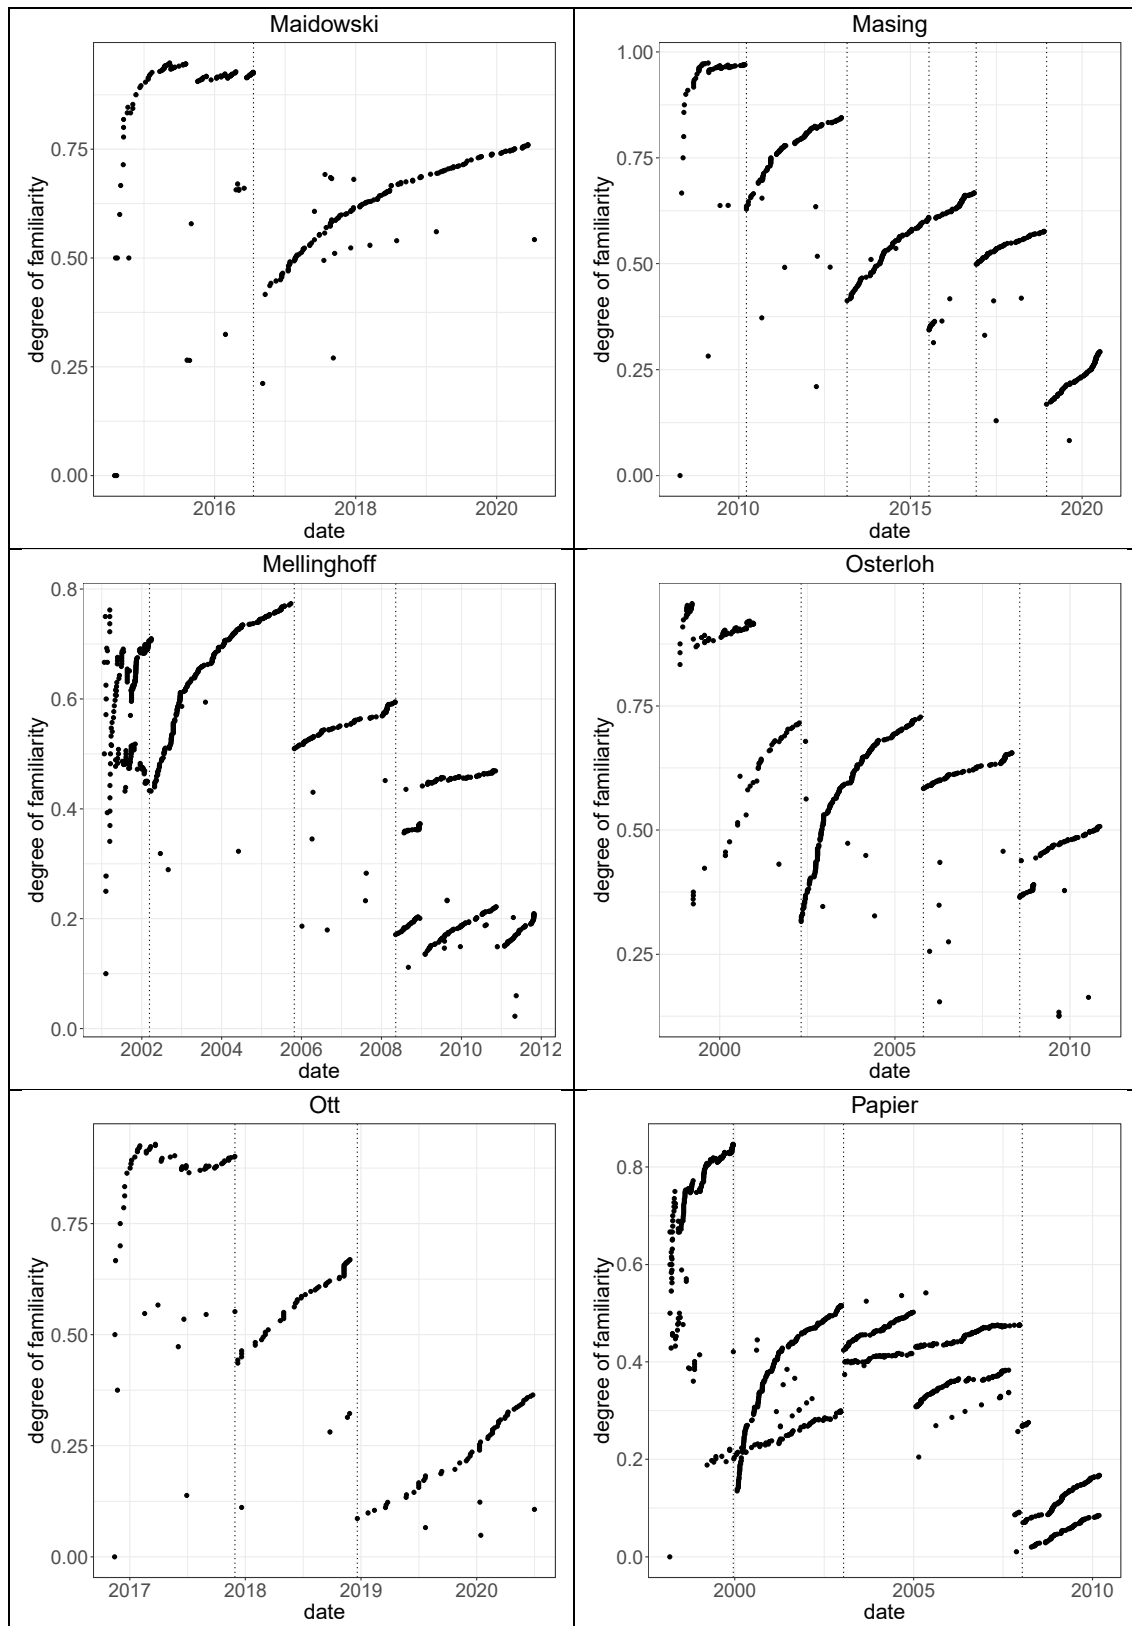 Maidowski
degree of familiarity
0.75
0.50
0.25
0.00
2016
2018
2020
date
Masing
degree of familiarity
1.00
0.75
0.50
0.25
0.00
2010
2015
2020
date
Mellinghoff
degree of familiarity
0.8
0.6
0.4
0.2
0.0
2002
2004
2006
2008
2010
2012
date
Osterloh
degree of familiarity
0.75
0.50
0.25
2000
2005
2010
date
Ott
degree of familiarity
0.75
0.50
0.25
0.00
2017
2018
2019
2020
date
Papier
degree of familiarity
0.8
0.6
0.4
0.2
0.0
2000
2005
2010
date